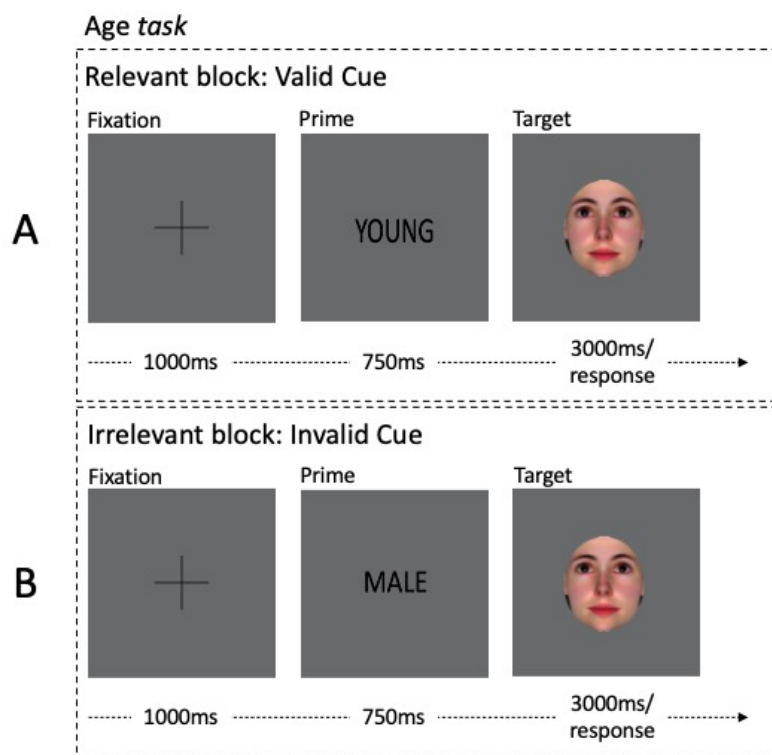 Age task
Relevant block: Valid Cue
Fixation Prime Target
A
YOUNG
1000ms 750ms 3000ms/
response
Irrelevant block: Invalid Cue
Fixation Prime Target
B
MALE
1000ms 750ms 3000ms/
response